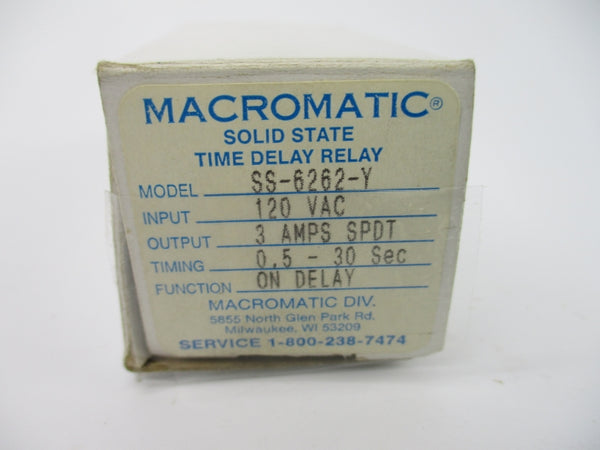 MACROMATIC®
SOLID STATE
TIME DELAY RELAY
MODEL SS-6262-Y
INPUT 120 VAC
OUTPUT 3 AMPS SPDT
TIMING 0.5 - 30 Sec
FUNCTION ON DELAY
MACROMATIC DIV.
5855 North Glen Park Rd.
Milwaukee, WI 53209
SERVICE 1-800-238-7474